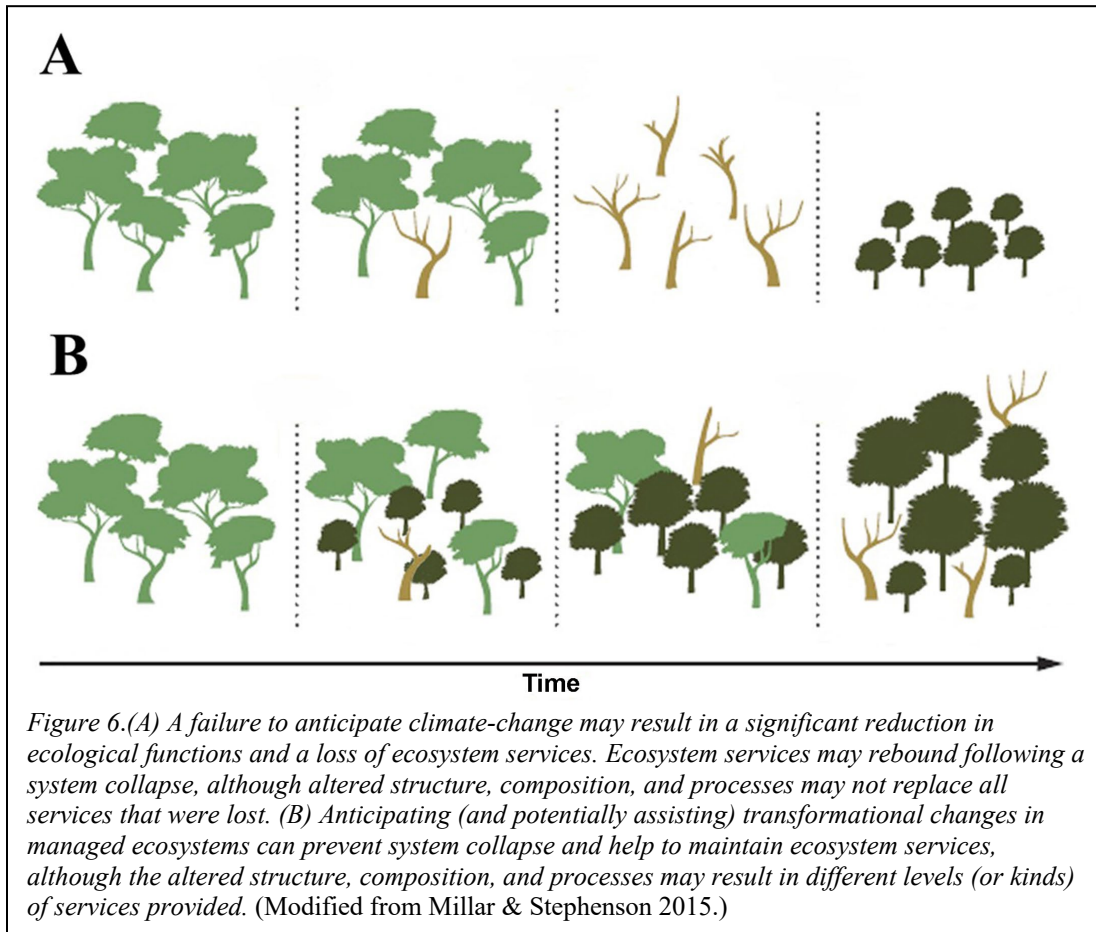 A
B
Time
Figure 6.(A) A failure to anticipate climate-change may result in a significant reduction in
ecological functions and a loss of ecosystem services. Ecosystem services may rebound following a
system collapse, although altered structure, composition, and processes may not replace all
services that were lost. (B) Anticipating (and potentially assisting) transformational changes in
managed ecosystems can prevent system collapse and help to maintain ecosystem services,
although the altered structure, composition, and processes may result in different levels (or kinds)
of services provided. (Modified from Millar & Stephenson 2015.)